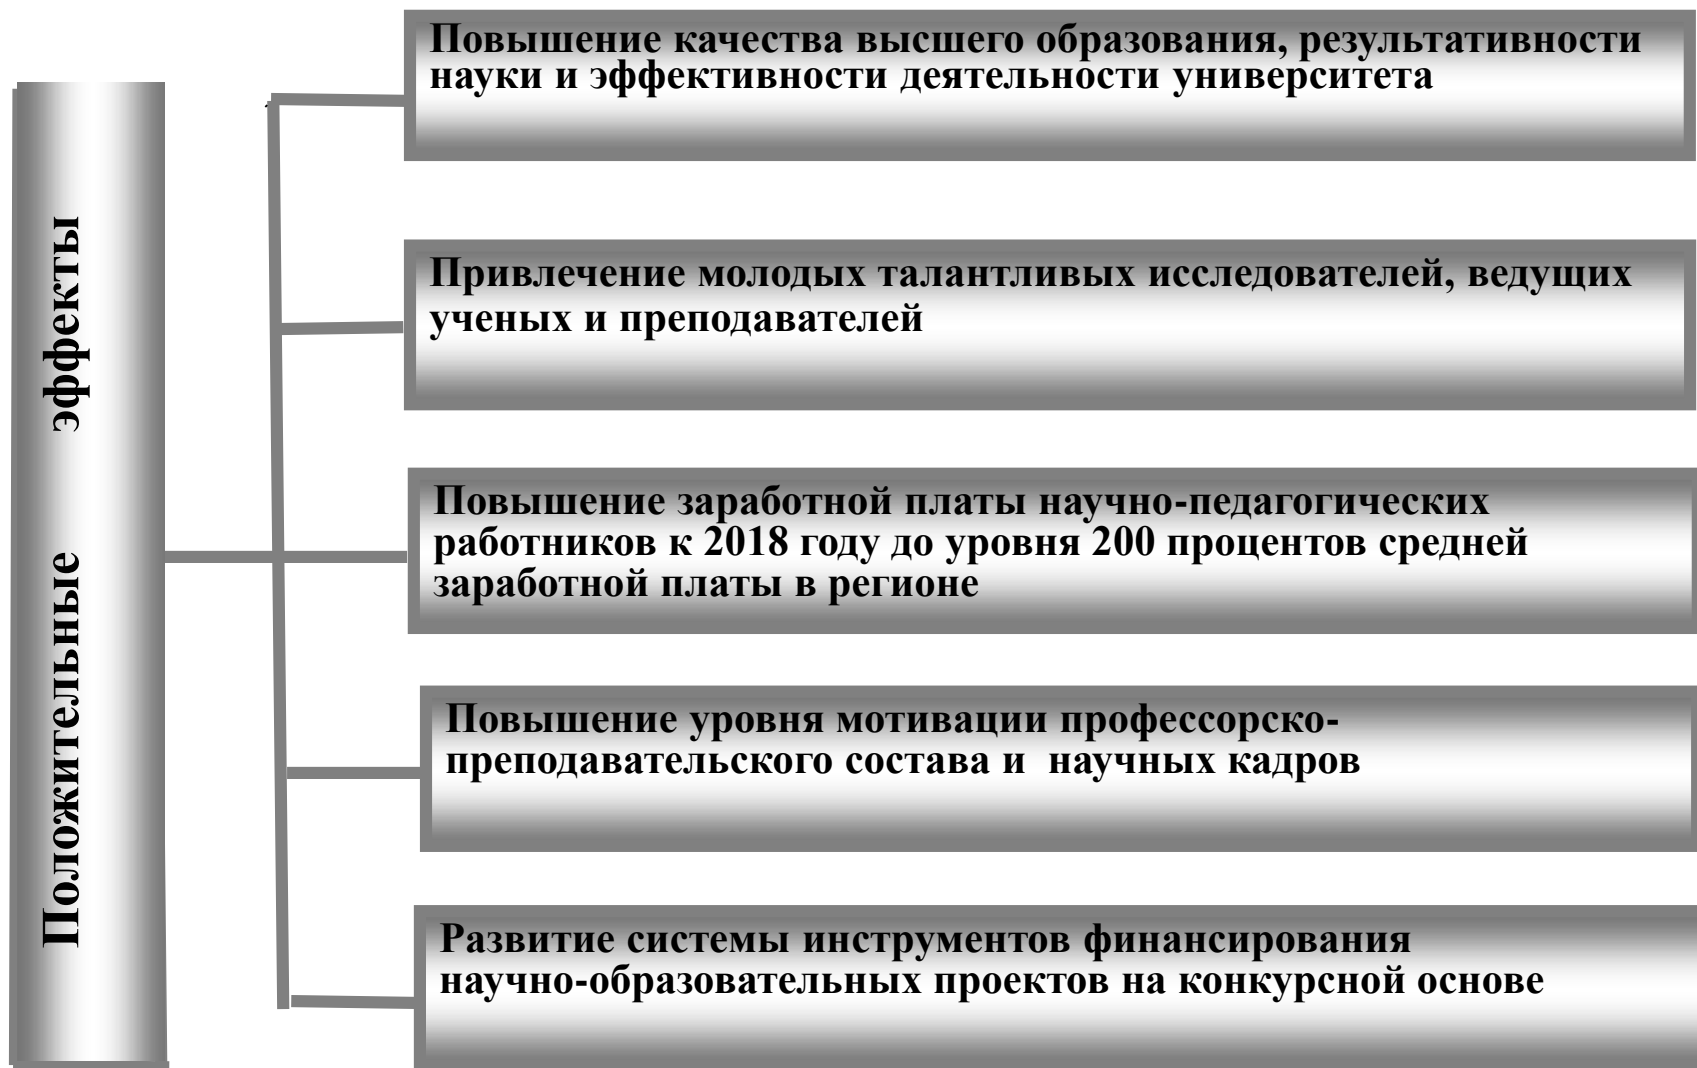 Положительные эффекты
Повышение качества высшего образования, результативности
науки и эффективности деятельности университета
Привлечение молодых талантливых исследователей, ведущих
ученых и преподавателей
Повышение заработной платы научно-педагогических
работников к 2018 году до уровня 200 процентов средней
заработной платы в регионе
Повышение уровня мотивации профессорско-
преподавательского состава и  научных кадров
Развитие системы инструментов финансирования
научно-образовательных проектов на конкурсной основе